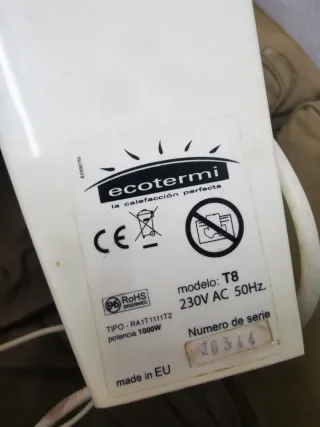 ecotermi
la calefacción perfecta
CE
Pb
RoHS
modelo: T8
230V AC 50Hz.
TIPO - RA1T1111T2
potencia 1000W
Numero de serie
made in EU